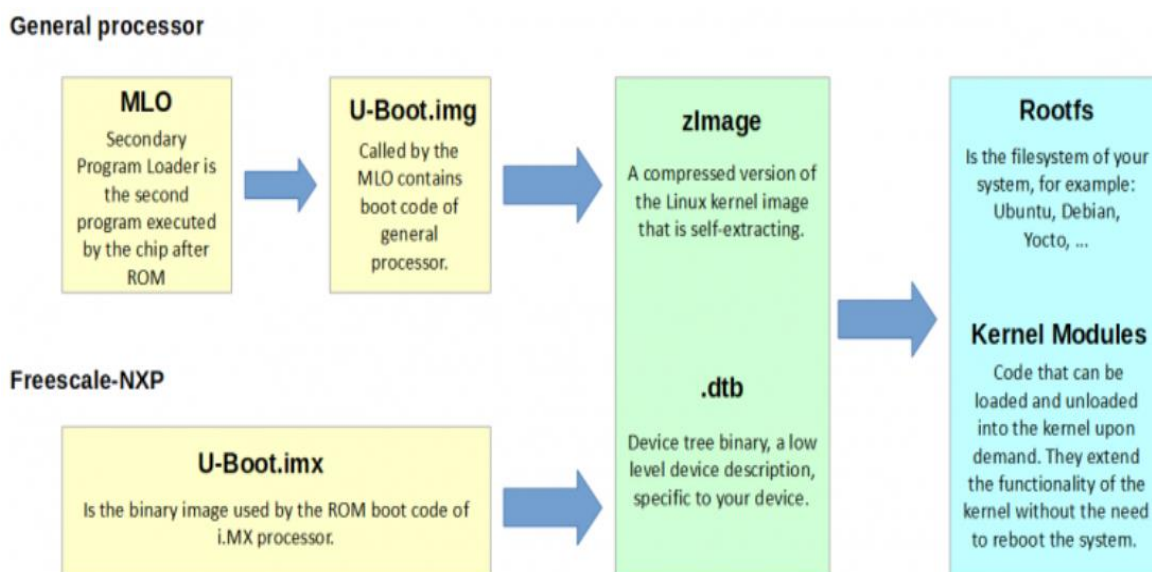 General processor
MLO
Secondary
Program Loader is
the second
program executed
by the chip after
ROM
U-Boot.img
Called by the
MLO contains
boot code of
general
processor.
zImage
A compressed version of
the Linux kernel image
that is self-extracting.
Rootfs
Is the filesystem of your
system, for example:
Ubuntu, Debian,
Yocto, ...
Freescale-NXP
U-Boot.imx
Is the binary image used by the ROM boot code of
i.MX processor.
.dtb
Device tree binary, a low
level device description,
specific to your device.
Kernel Modules
Code that can be
loaded and unloaded
into the kernel upon
demand. They extend
the functionality of the
kernel without the need
to reboot the system.